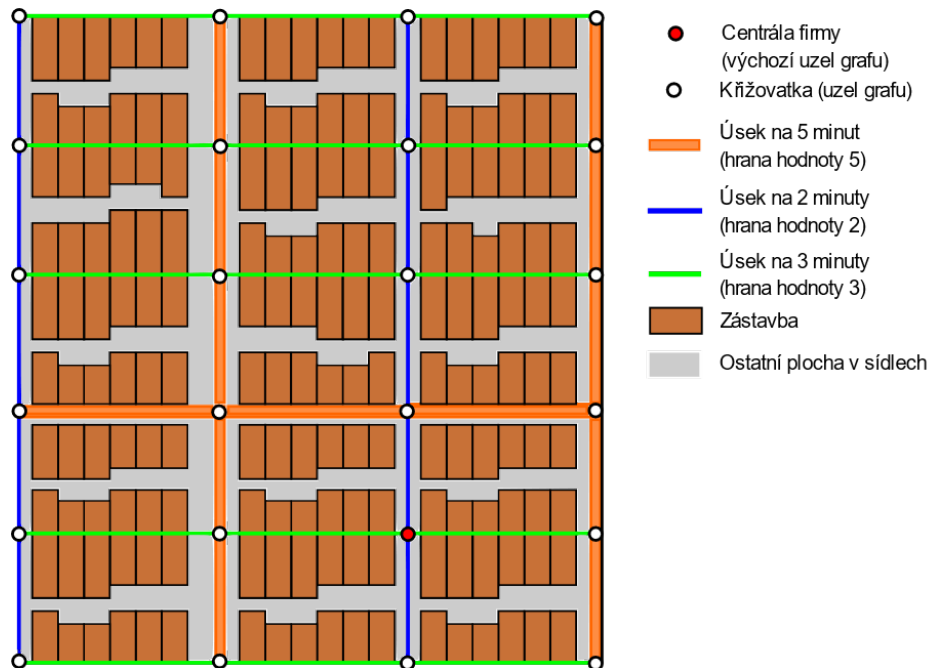 Centrála firmy
(výchozí uzel grafu)
Křižovatka (uzel grafu)
Úsek na 5 minut
(hrana hodnoty 5)
Úsek na 2 minuty
(hrana hodnoty 2)
Úsek na 3 minuty
(hrana hodnoty 3)
Zástavba
Ostatní plocha v sídlech